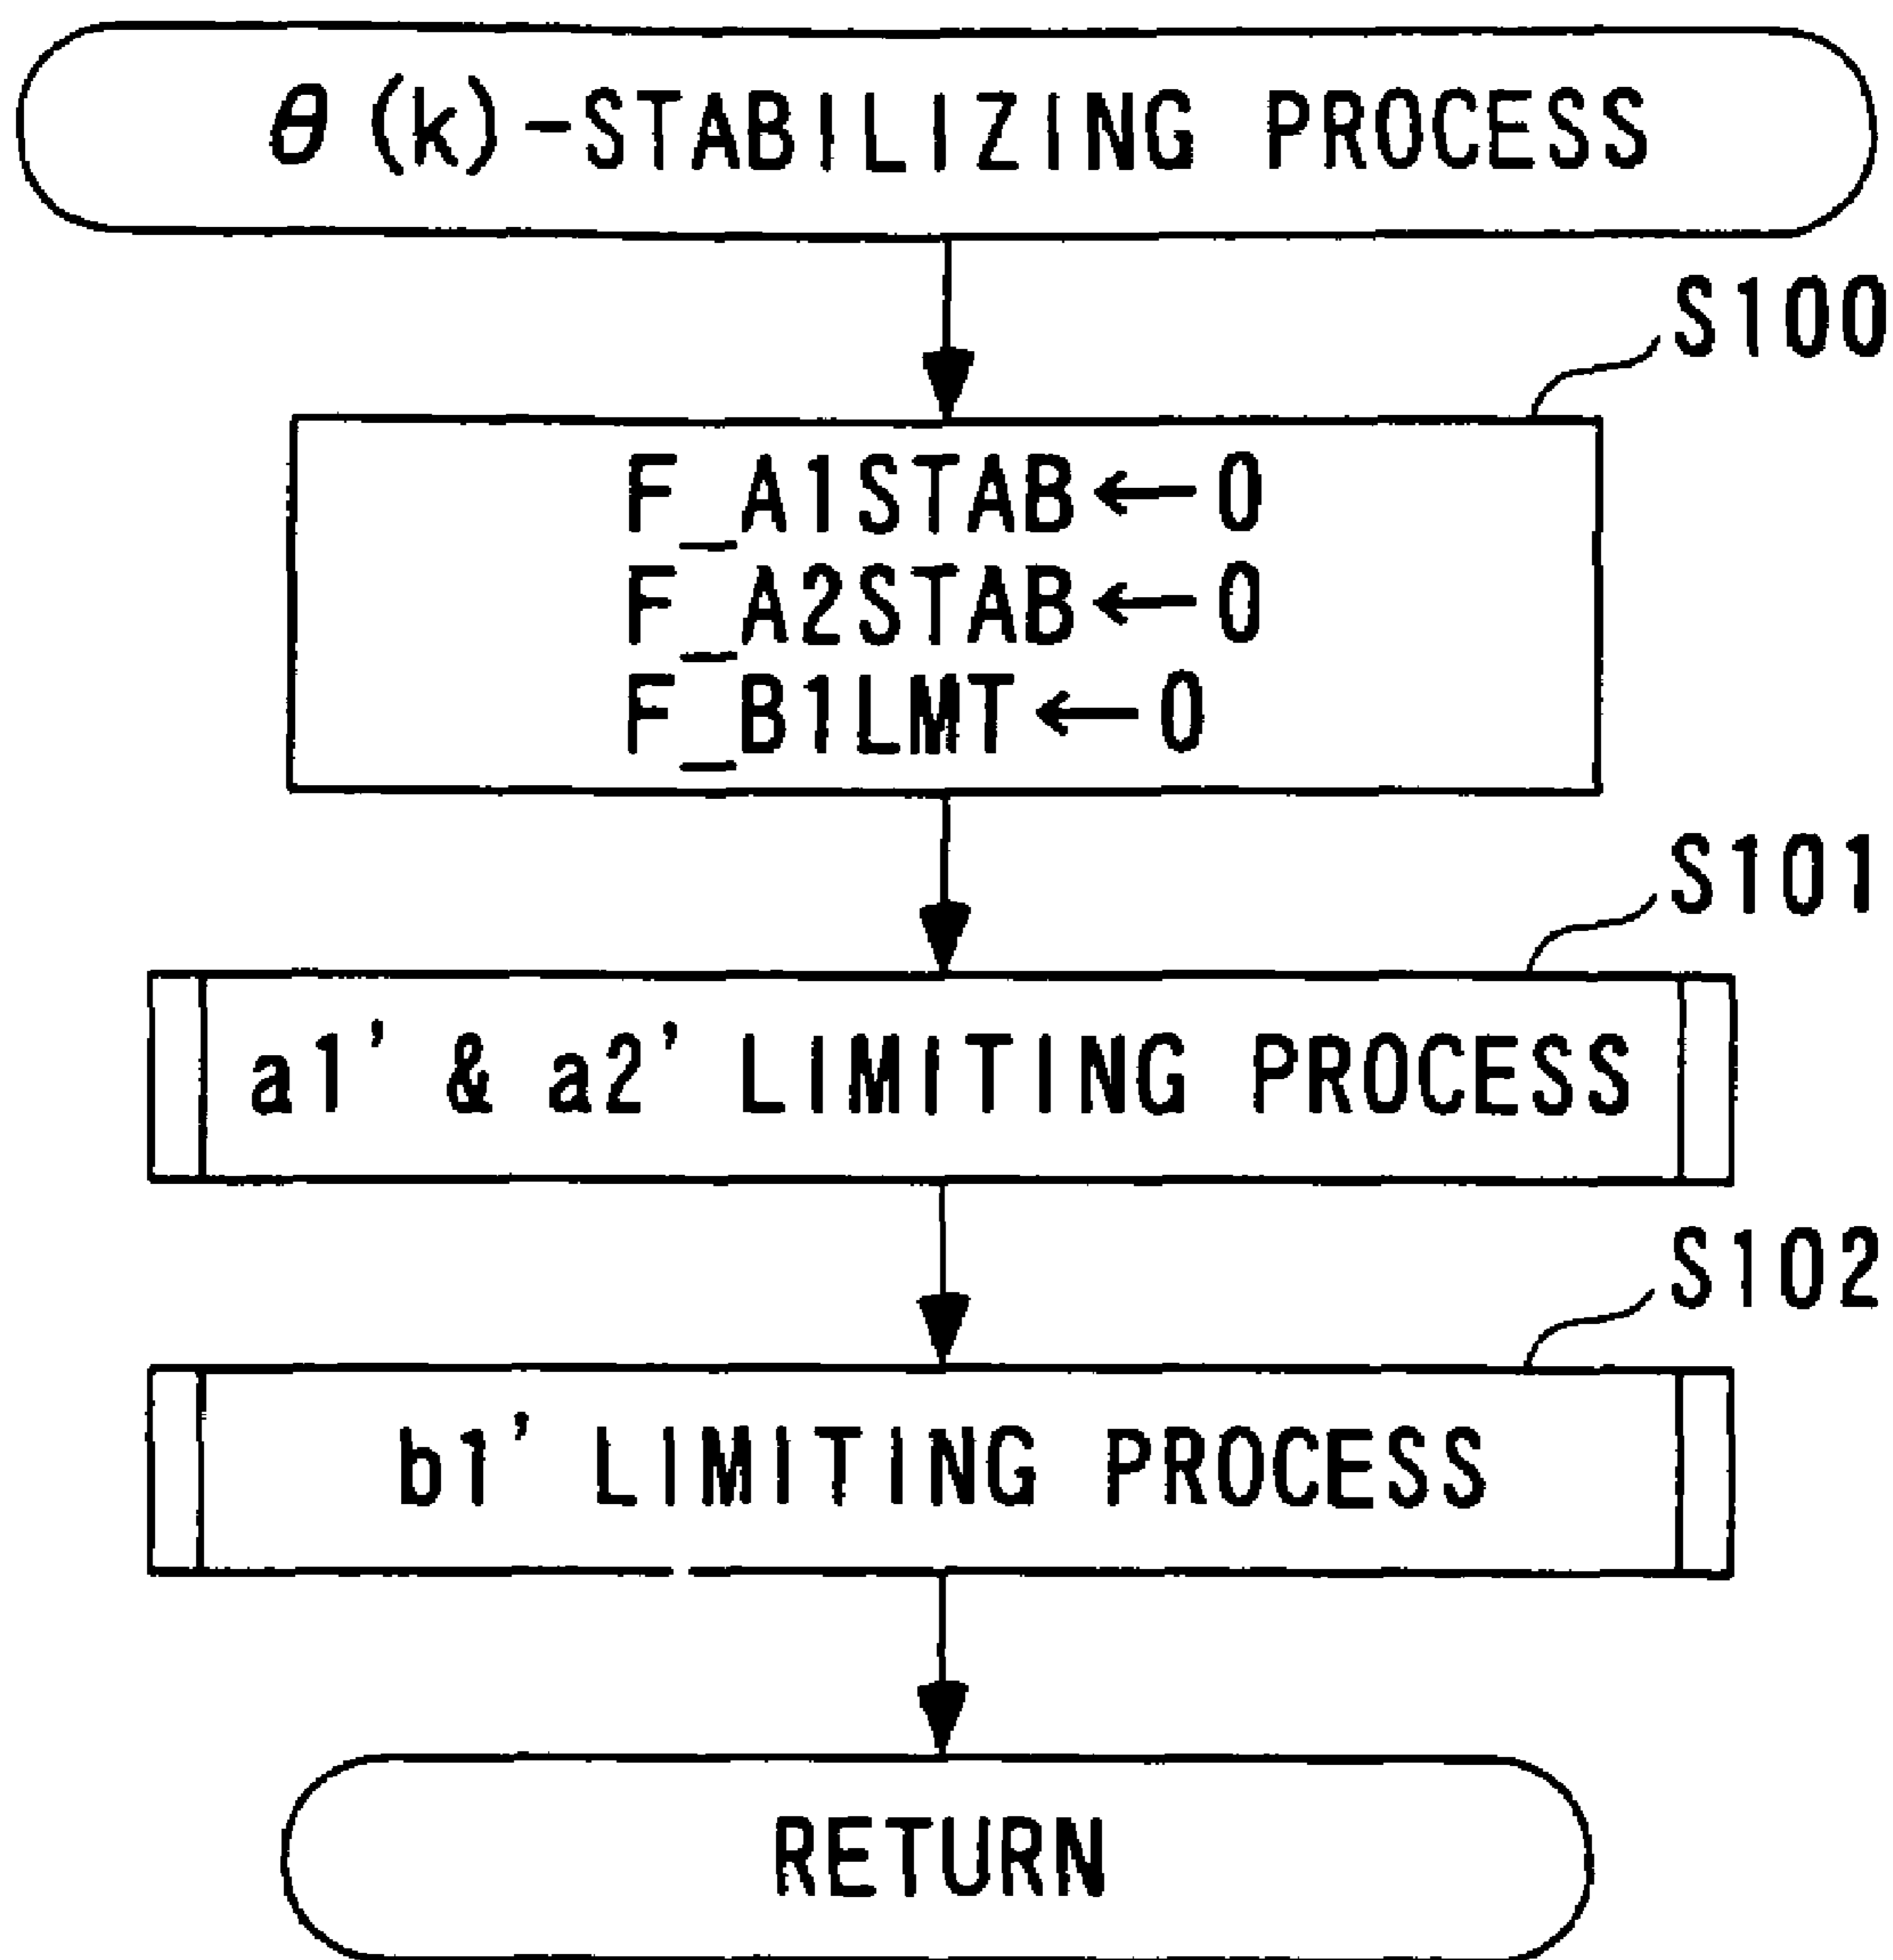 θ (k)-STABILIZING PROCESS
S100
F_A1STAB←0
F_A2STAB←0
F_B1LMT←0
S101
a1' & a2' LIMITING PROCESS
S102
b1' LIMITING PROCESS
RETURN